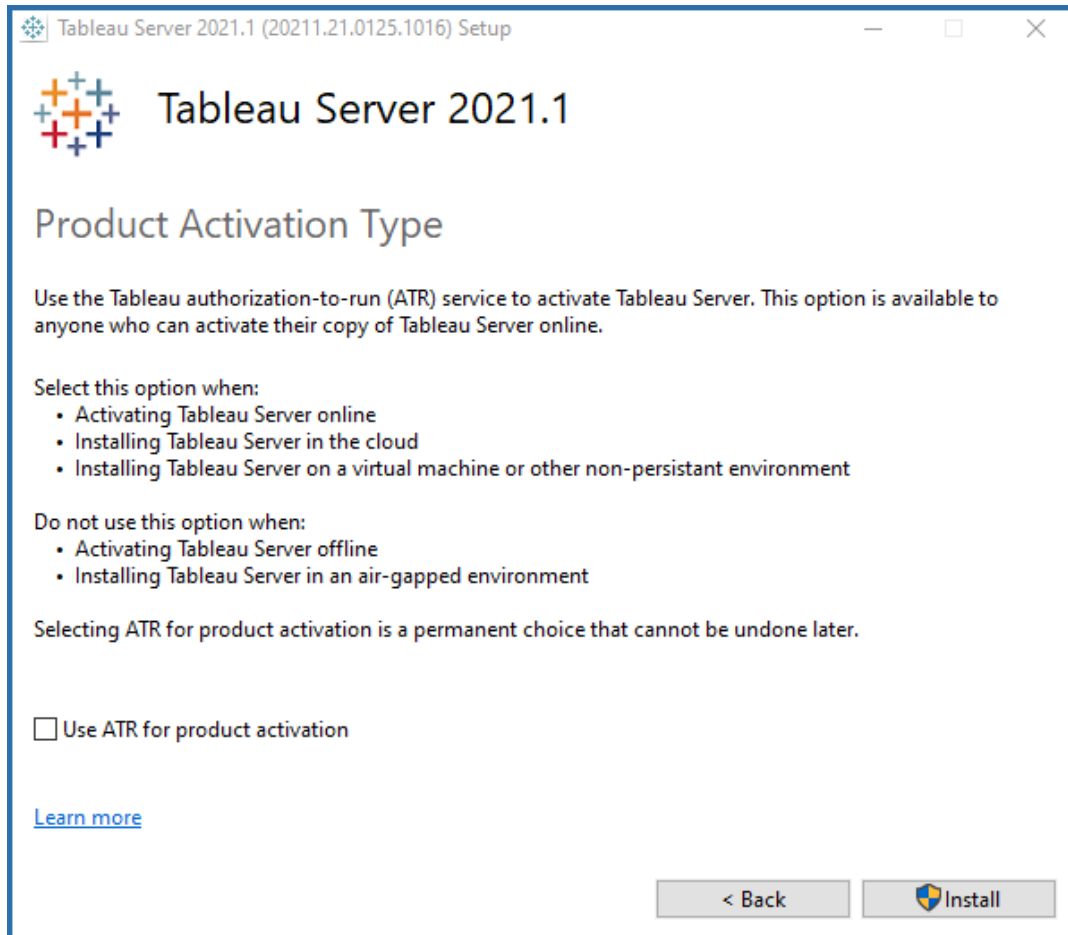 Tableau Server 2021.1 (20211.21.0125.1016) Setup
Tableau Server 2021.1
Product Activation Type
Use the Tableau authorization-to-run (ATR) service to activate Tableau Server. This option is available to
anyone who can activate their copy of Tableau Server online.
Select this option when:
• Activating Tableau Server online
• Installing Tableau Server in the cloud
• Installing Tableau Server on a virtual machine or other non-persistant environment
Do not use this option when:
• Activating Tableau Server offline
• Installing Tableau Server in an air-gapped environment
Selecting ATR for product activation is a permanent choice that cannot be undone later.
Use ATR for product activation
Learn more
< Back Install